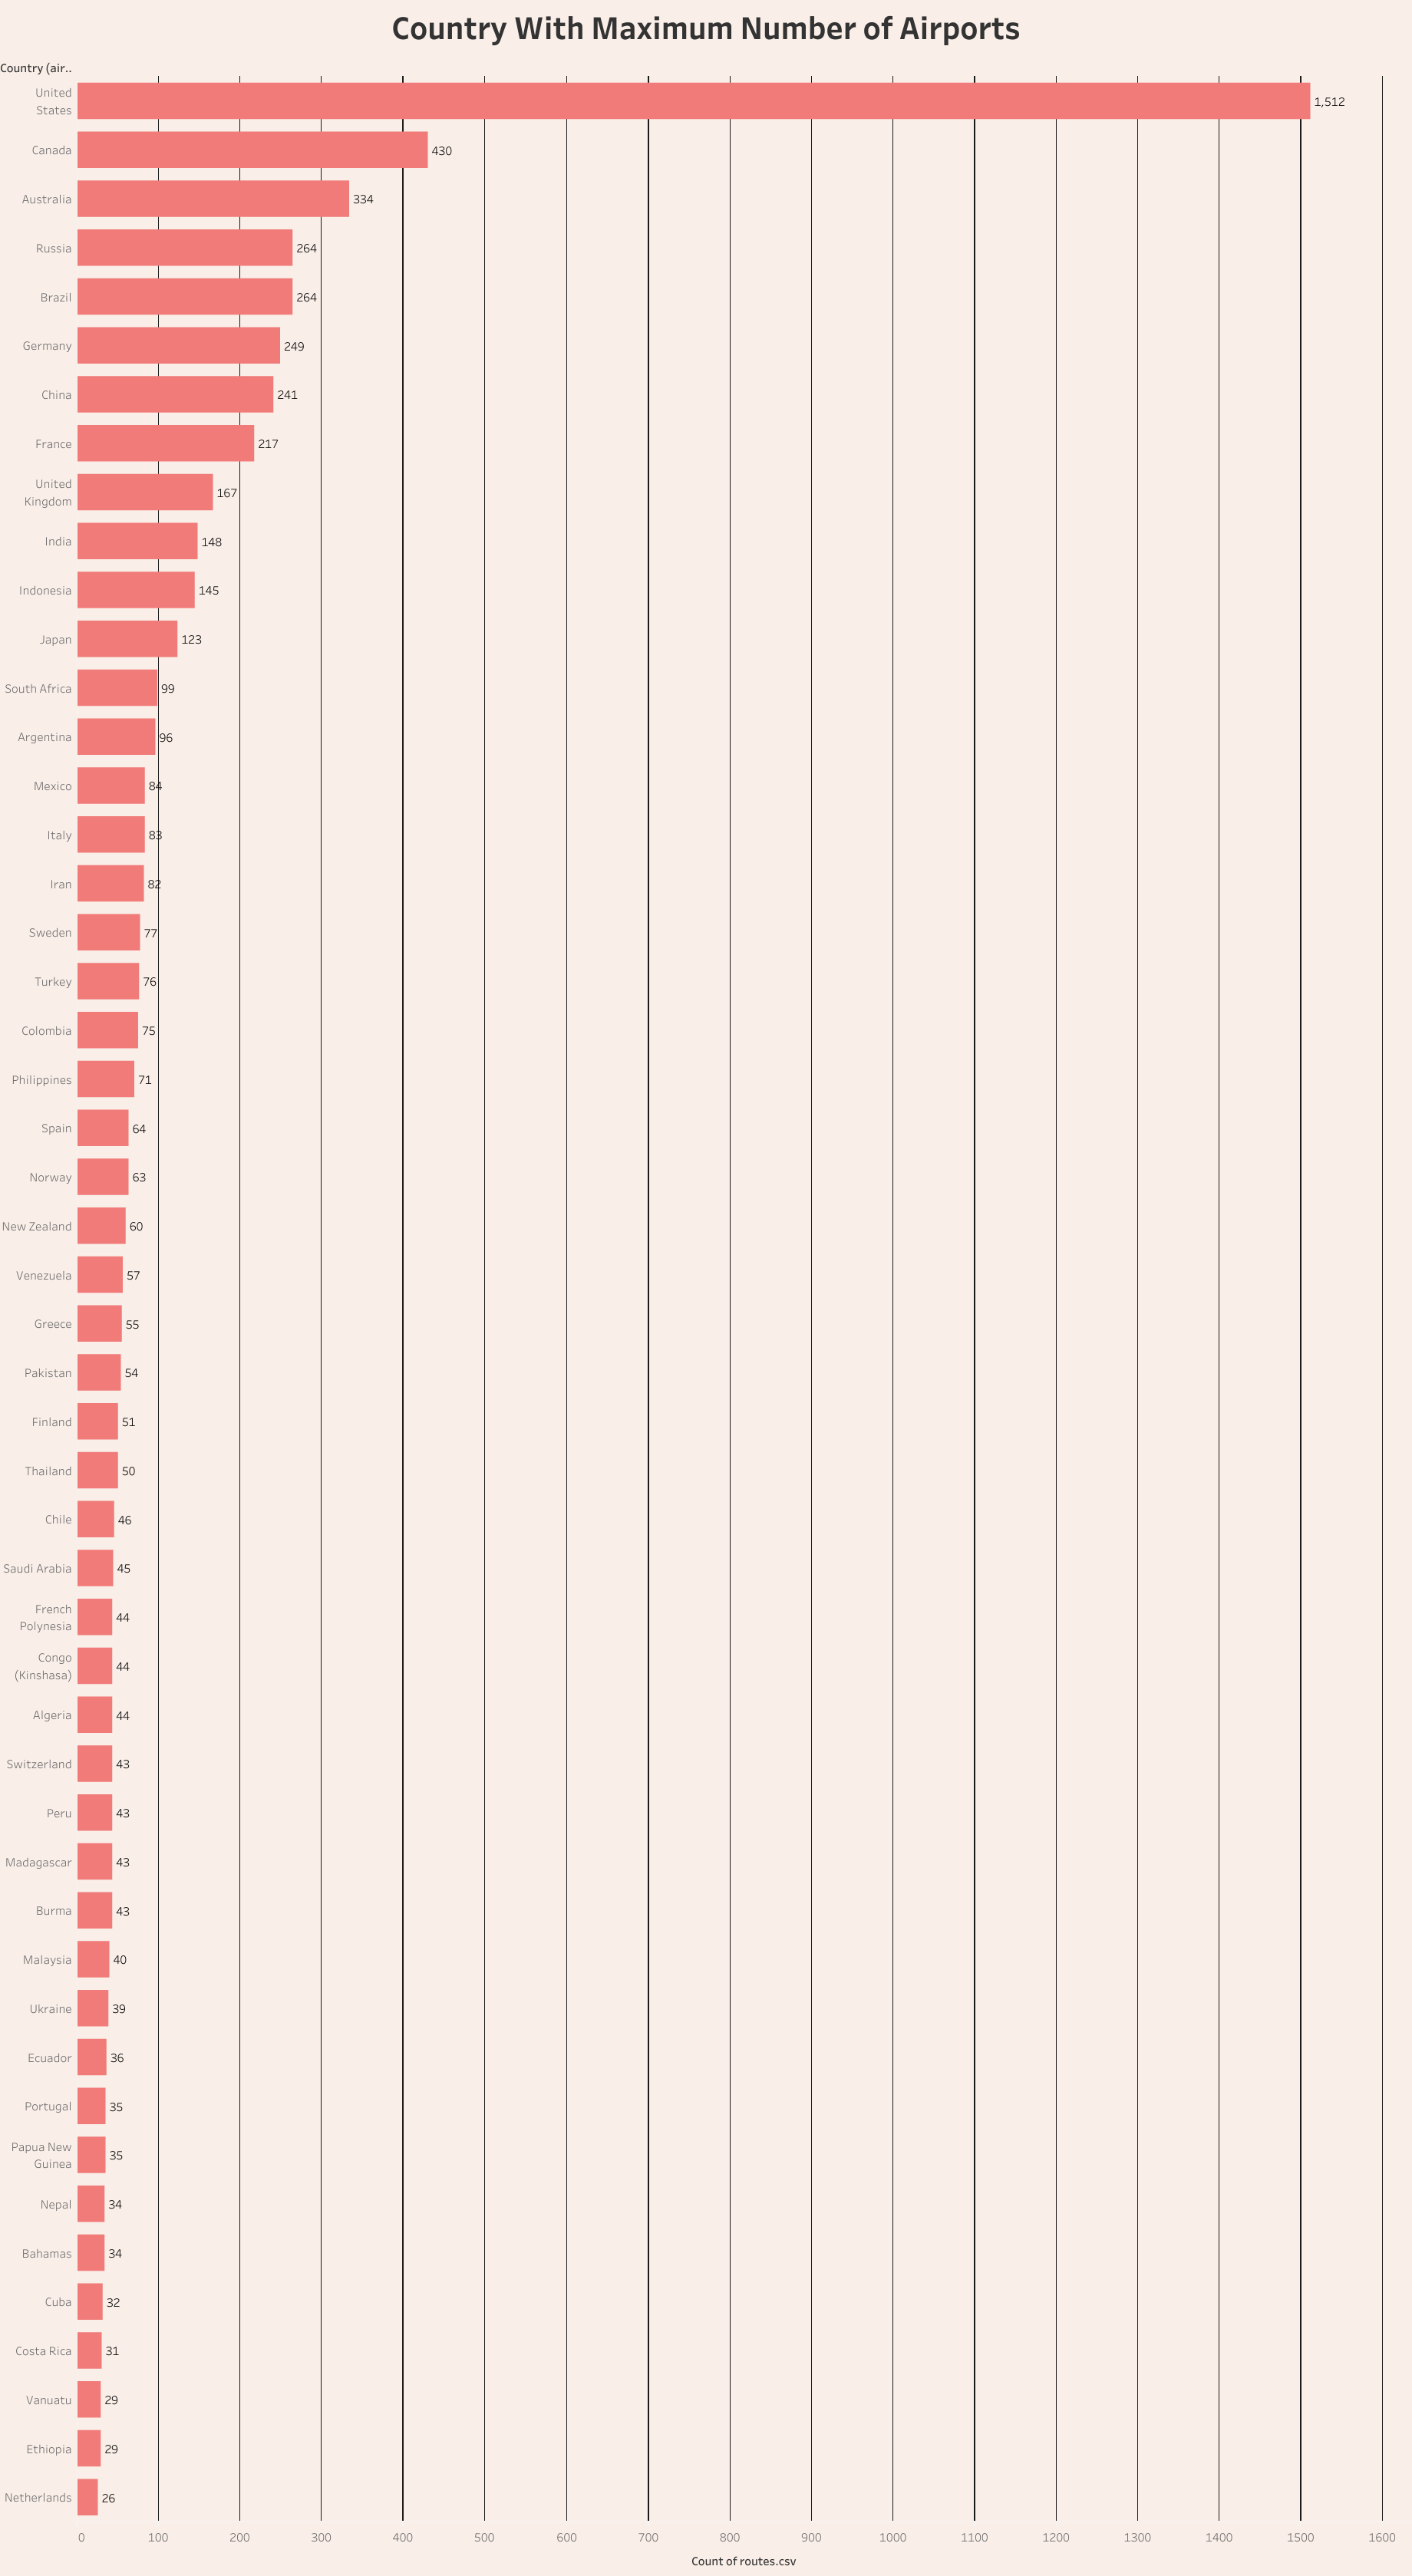 Country With Maximum Number of Airports
Country (air..
United
States
1,512
Canada 430
Australia 334
Russia 264
Brazil 264
Germany 249
China 241
France 217
United
Kingdom
167
India 148
Indonesia 145
Japan 123
South Africa 99
Argentina 96
Mexico 84
Italy 83
Iran 82
Sweden 77
Turkey 76
Colombia 75
Philippines 71
Spain 64
Norway 63
New Zealand 60
Venezuela 57
Greece 55
Pakistan 54
Finland 51
Thailand 50
Chile 46
Saudi Arabia 45
French
Polynesia
44
Congo
(Kinshasa)
44
Algeria 44
Switzerland 43
Peru 43
Madagascar 43
Burma 43
Malaysia 40
Ukraine 39
Ecuador 36
Portugal 35
Papua New
Guinea
35
Nepal 34
Bahamas 34
Cuba 32
Costa Rica 31
Vanuatu 29
Ethiopia 29
Netherlands 26
0 100 200 300 400 500 600 700 800 900 1000 1100 1200 1300 1400 1500 1600
Count of routes.csv